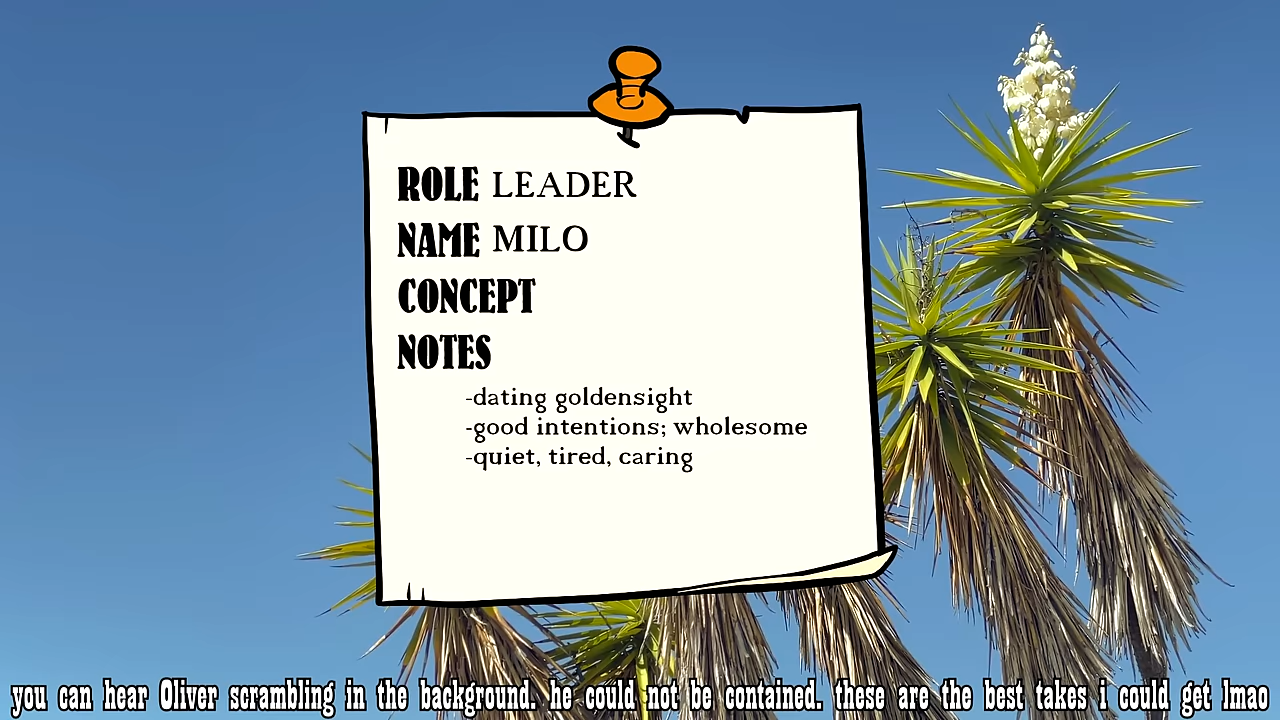 ROLE LEADER
NAME MILO
CONCEPT
NOTES
-dating goldensight
-good intentions; wholesome
-quiet, tired, caring
you can hear Oliver scrambling in the background. he could not be contained. these are the best takes i could get lmao